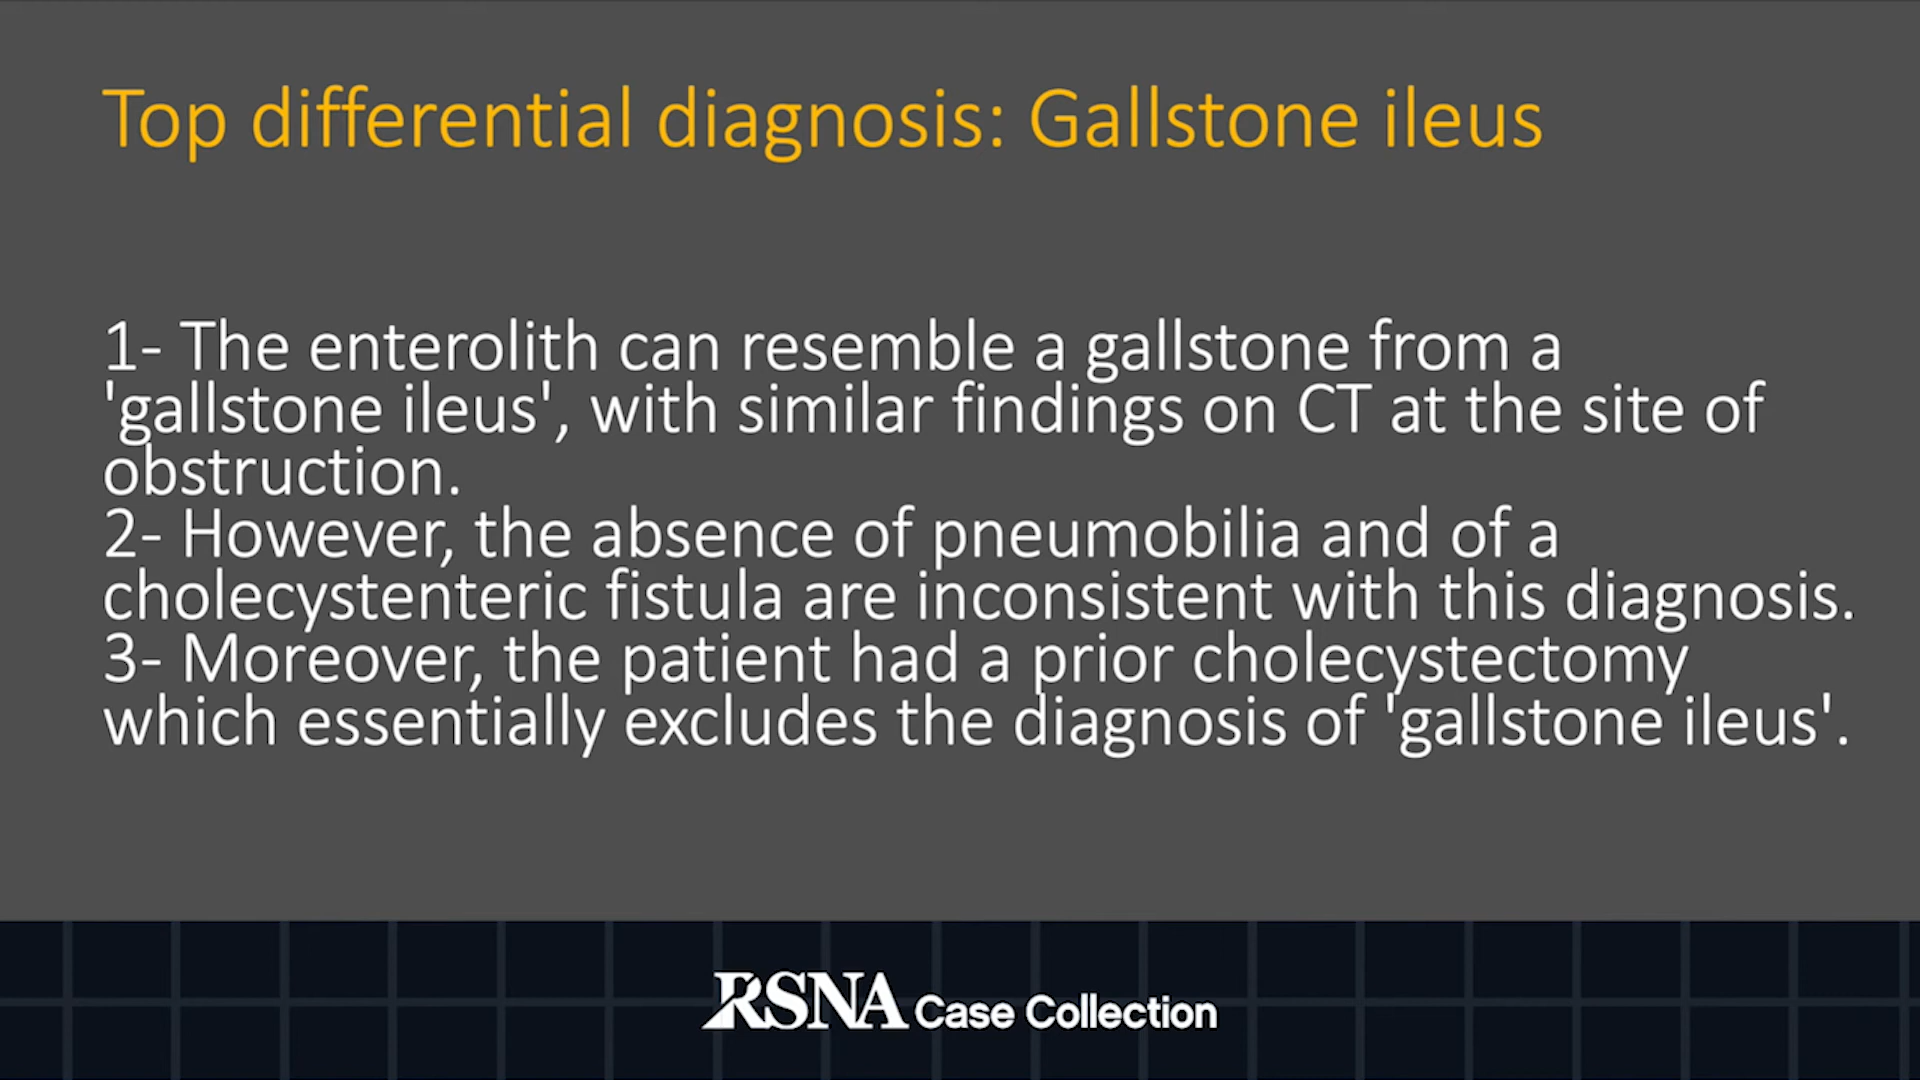 Top differential diagnosis: Gallstone ileus
1- The enterolith can resemble a gallstone from a
'gallstone ileus', with similar findings on CT at the site of
obstruction.
2- However, the absence of pneumobilia and of a
cholecystenteric fistula are inconsistent with this diagnosis.
3- Moreover, the patient had a prior cholecystectomy
which essentially excludes the diagnosis of 'gallstone ileus'.
RSNA Case Collection